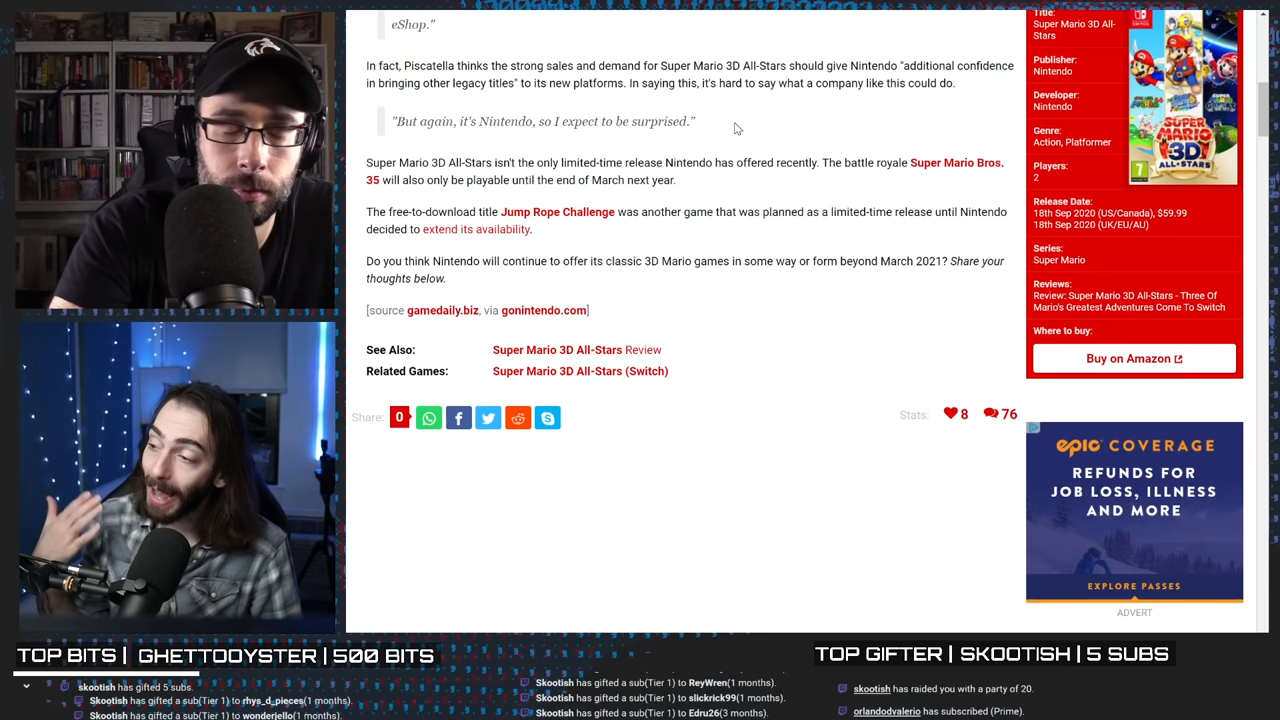 eShop."
In fact, Piscatella thinks the strong sales and demand for Super Mario 3D All-Stars should give Nintendo "additional confidence
in bringing other legacy titles" to its new platforms. In saying this, it's hard to say what a company like this could do.
"But again, it's Nintendo, so I expect to be surprised.”
Super Mario 3D All-Stars isn't the only limited-time release Nintendo has offered recently. The battle royale Super Mario Bros.
35 will also only be playable until the end of March next year.
The free-to-download title Jump Rope Challenge was another game that was planned as a limited-time release until Nintendo
decided to extend its availability.
Do you think Nintendo will continue to offer its classic 3D Mario games in some way or form beyond March 2021? Share your
thoughts below.
[source gamedaily.biz, via gonintendo.com]
See Also: Super Mario 3D All-Stars Review
Related Games: Super Mario 3D All-Stars (Switch)
Share: 0
Stats: 8 76
Title:
Super Mario 3D All-
Stars
Publisher:
Nintendo
Developer:
Nintendo
Genre:
Action, Platformer
Players:
2
SUPER
MARIO
3D
ALL-STARS
7
Release Date:
18th Sep 2020 (US/Canada), $59.99
18th Sep 2020 (UK/EU/AU)
Series:
Super Mario
Reviews:
Review: Super Mario 3D All-Stars - Three Of
Mario's Greatest Adventures Come To Switch
Where to buy:
Buy on Amazon
epic COVERAGE
REFUNDS FOR
JOB LOSS, ILLNESS
AND MORE
EXPLORE PASSES
ADVERT
TOP BITS | GHETTODYSTER | 500 BITS
TOP GIFTER | SKOOTISH | 5 SUBS
skootish has gifted 5 subs.
Skootish has gifted a sub(Tier 1) to rhys_d_pieces(1 months).
Skootish has gifted a sub(Tier 1) to wonderjello(1 months).
Skootish has gifted a sub(Tier 1) to ReyWren(1 months).
Skootish has gifted a sub(Tier 1) to slickrick99(1 months).
Skootish has gifted a sub(Tier 1) to Edru26(3 months).
skootish has raided you with a party of 20.
orlandodvalerio has subscribed (Prime).